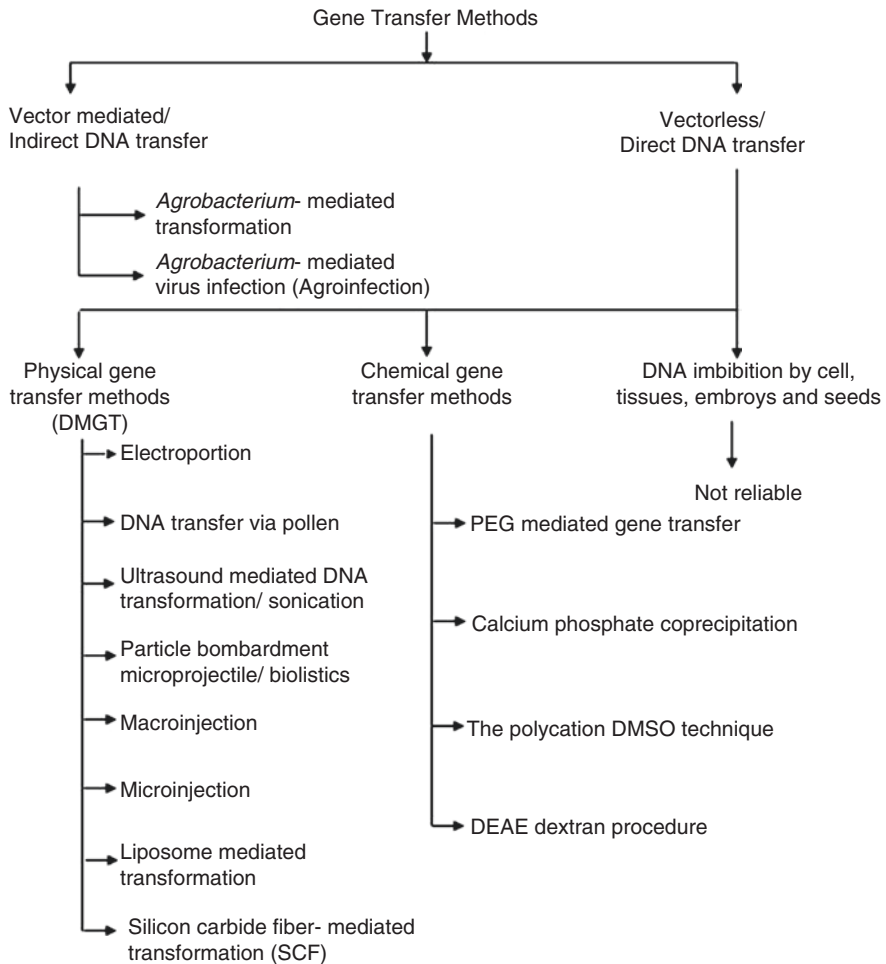 Gene Transfer Methods
Vector mediated/
Indirect DNA transfer
Vectorless/
Direct DNA transfer
Agrobacterium- mediated
transformation
Agrobacterium- mediated
virus infection (Agroinfection)
Physical gene
transfer methods
(DMGT)
Electroportion
DNA transfer via pollen
Ultrasound mediated DNA
transformation/ sonication
Particle bombardment
microprojectile/ biolistics
Macroinjection
Microinjection
Liposome mediated
transformation
Silicon carbide fiber- mediated
transformation (SCF)
Chemical gene
transfer methods
PEG mediated gene transfer
Calcium phosphate coprecipitation
The polycation DMSO technique
DEAE dextran procedure
DNA imbibition by cell,
tissues, embroys and seeds
Not reliable